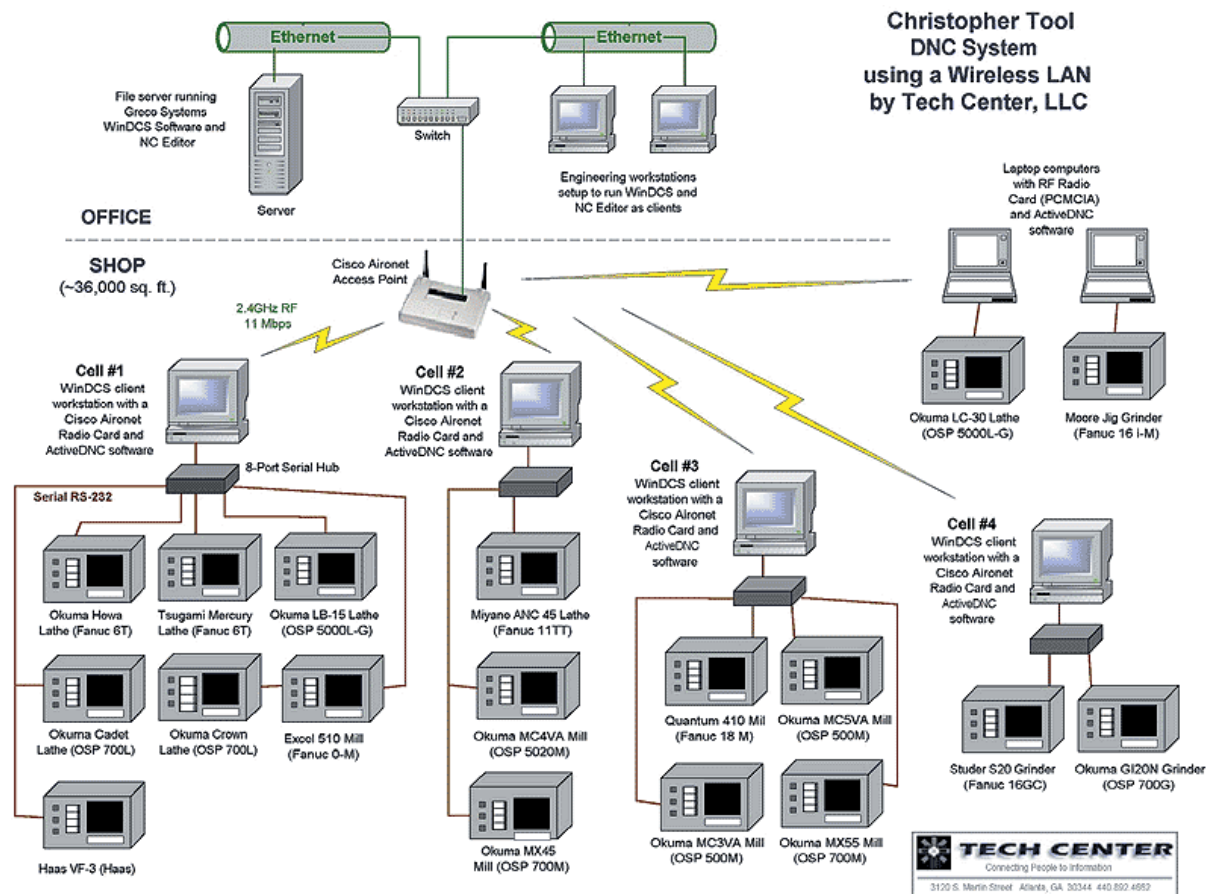 Christopher Tool
DNC System
using a Wireless LAN
by Tech Center, LLC
Ethernet
Ethernet
File server running
Greco Systems
WinDCS Software and
NC Editor
Server
Switch
Engineering workstations
setup to run WinDCS and
NC Editor as clients
Laptop computers
with RF Radio
Card (PCMCIA)
and ActiveDNC
software
OFFICE
SHOP
(~36,000 sq. ft.)
Cisco Aironet
Access Point
2.4GHz RF
11 Mbps
Okuma LC-30 Lathe
(OSP 5000L-G)
Moore Jig Grinder
(Fanuc 16 i-M)
Cell #1
WinDCS client
workstation with a
Cisco Aironet
Radio Card and
ActiveDNC software
8-Port Serial Hub
Serial RS-232
Okuma Howa
Lathe (Fanuc 6T)
Tsugami Mercury
Lathe (Fanuc 6T)
Okuma LB-15 Lathe
(OSP 5000L-G)
Okuma Cadet
Lathe (OSP 700L)
Okuma Crown
Lathe (OSP 700L)
Excel 510 Mill
(Fanuc 0-M)
Haas VF-3 (Haas)
Cell #2
WinDCS client
workstation with a
Cisco Aironet
Radio Card and
ActiveDNC software
Miyano ANC 45 Lathe
(Fanuc 11TT)
Okuma MC4VA Mill
(OSP 5020M)
Okuma MX45
Mill (OSP 700M)
Cell #3
WinDCS client
workstation with a
Cisco Aironet
Radio Card and
ActiveDNC
software
Quantum 410 Mil
(Fanuc 18 M)
Okuma MC5VA Mill
(OSP 500M)
Okuma MC3VA Mill
(OSP 500M)
Okuma MX55 Mill
(OSP 700M)
Cell #4
WinDCS client
workstation with a
Cisco Aironet
Radio Card and
ActiveDNC
software
Studer S20 Grinder
(Fanuc 16GC)
Okuma GI20N Grinder
(OSP 700G)
TECH CENTER
Connecting People to Information
3120 S. Martin Street Atlanta, GA 30344 440.892.4662